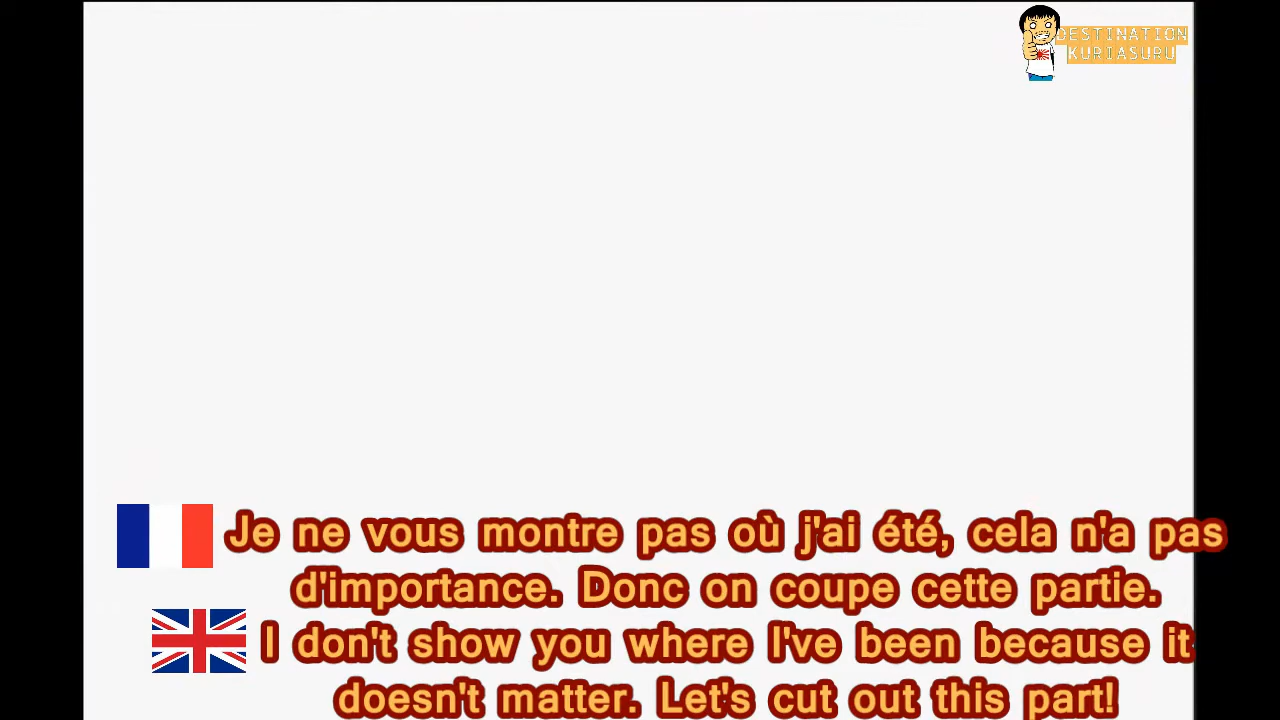 DESTINATION
KURIASURU
Je ne vous montre pas où j'ai été, cela n'a pas
d'importance. Donc on coupe cette partie.
I don't show you where I've been because it
doesn't matter. Let's cut out this part!